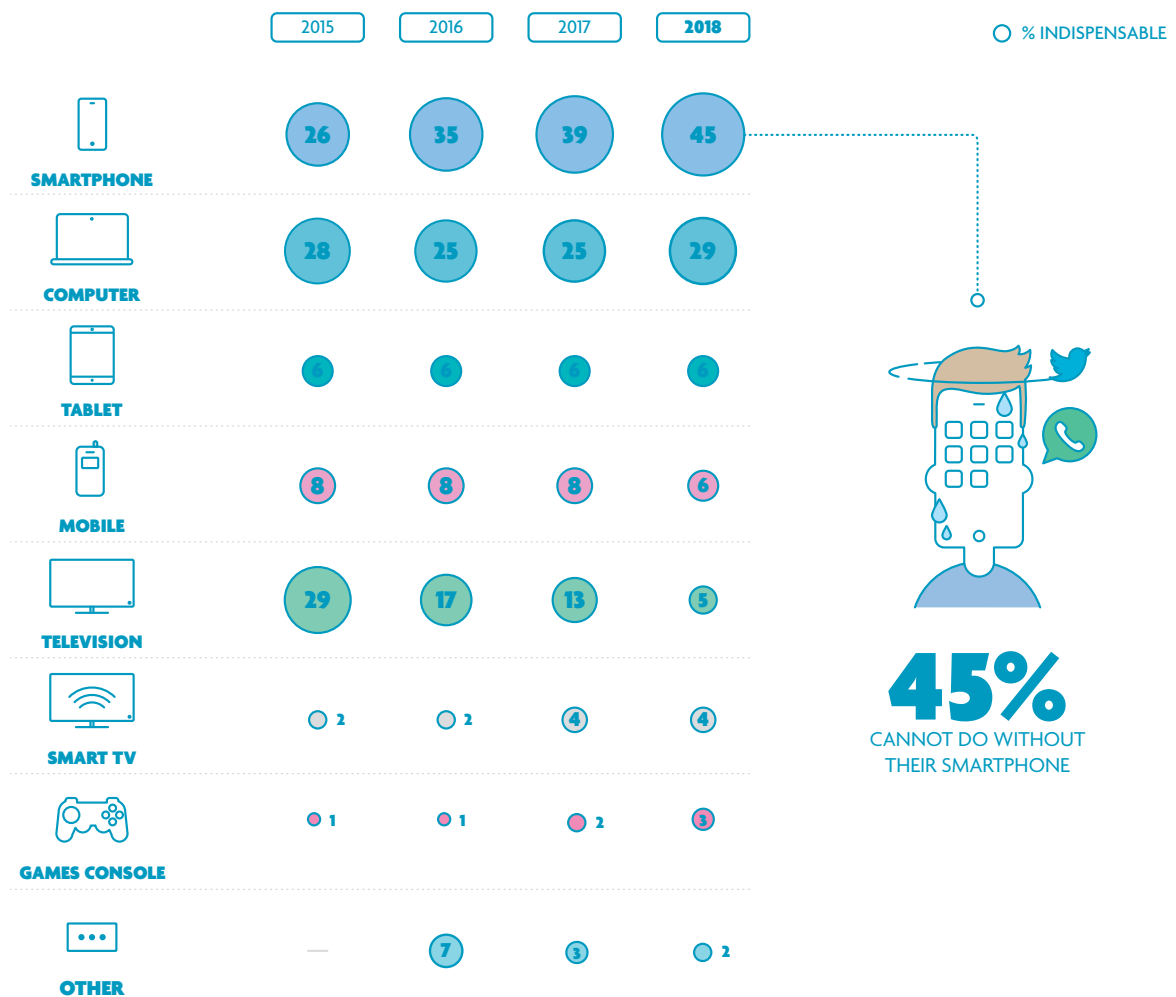 2015 2016 2017 2018
% INDISPENSABLE
26 35 39 45
SMARTPHONE
28 25 25 29
COMPUTER
6 6 6 6
TABLET
8 8 8 6
MOBILE
29 17 13 5
TELEVISION
2 2 4 4
SMART TV
1 1 2 3
GAMES CONSOLE
— 7 3 2
OTHER
45%
CANNOT DO WITHOUT
THEIR SMARTPHONE